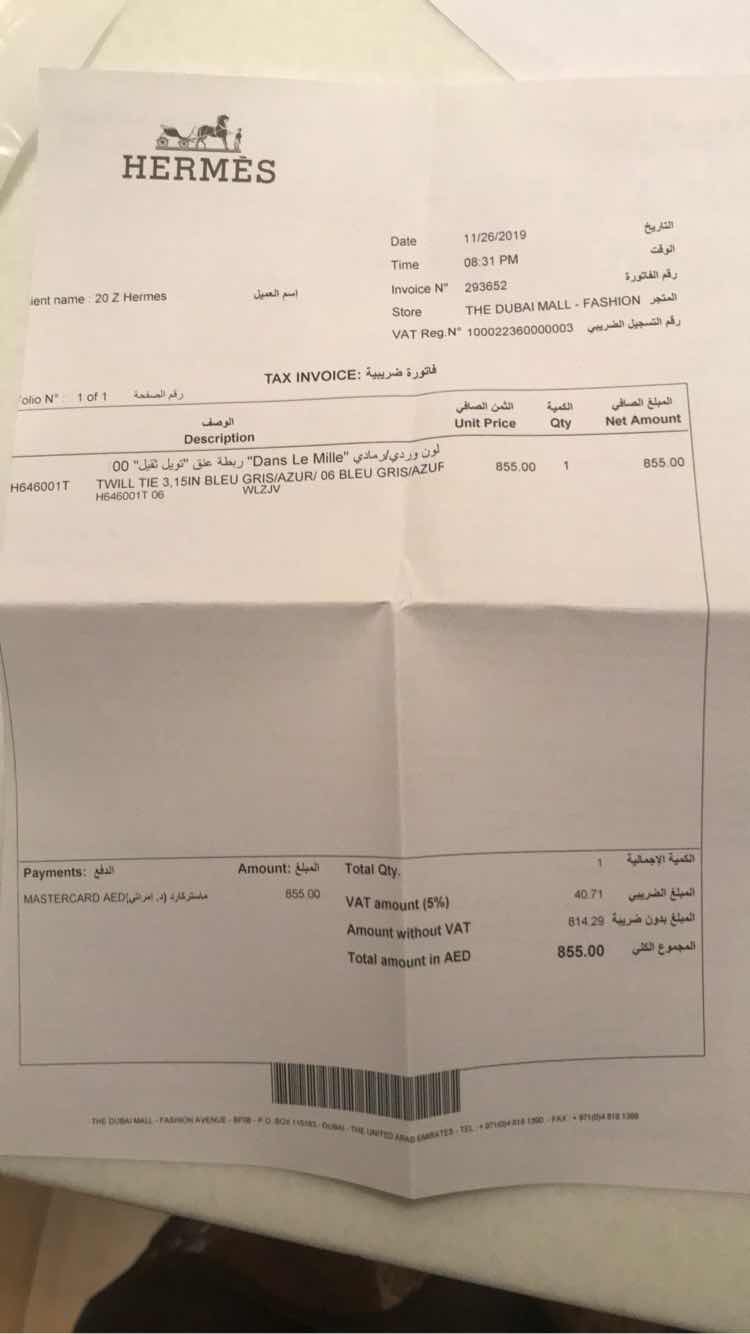 HERMÈS
Date 11/26/2019 التاريخ
Time 08:31 PM الوقت
Invoice N° 293652 رقم الفاتورة
ient name : 20 Z Hermes إسم العميل
Store THE DUBAI MALL - FASHION المتجر
VAT Reg.N° 100022360000003 رقم التسجيل الضريبي
TAX INVOICE: فاتورة ضريبية
olio N° : 1 of 1 رقم الصفحة
الوصف الثمن الصافي الكمية المبلغ الصافي
Description Unit Price Qty Net Amount
00 "ربطة عنق "تويل ثقيل "Dans Le Mille" لون وردي/رمادي
H646001T TWILL TIE 3,15IN BLEU GRIS/AZUR/ 06 BLEU GRIS/AZUF 855.00 1 855.00
H646001T 06 WLZJV
Payments: الدفع Amount: المبلغ Total Qty. 1 الكمية الإجمالية
MASTERCARD AED(ماستركارد (د. إمراتي 855.00
VAT amount (5%) 40.71 المبلغ الضريبي
Amount without VAT 814.29 المبلغ بدون ضريبة
Total amount in AED 855.00 المجموع الكلي
THE DUBAI MALL - FASHION AVENUE - - P.O. BOX - DUBAI - THE UNITED ARAB EMIRATES - TEL : + 971(0)4 818 1390 - FAX : + 971(0)4 818 1399